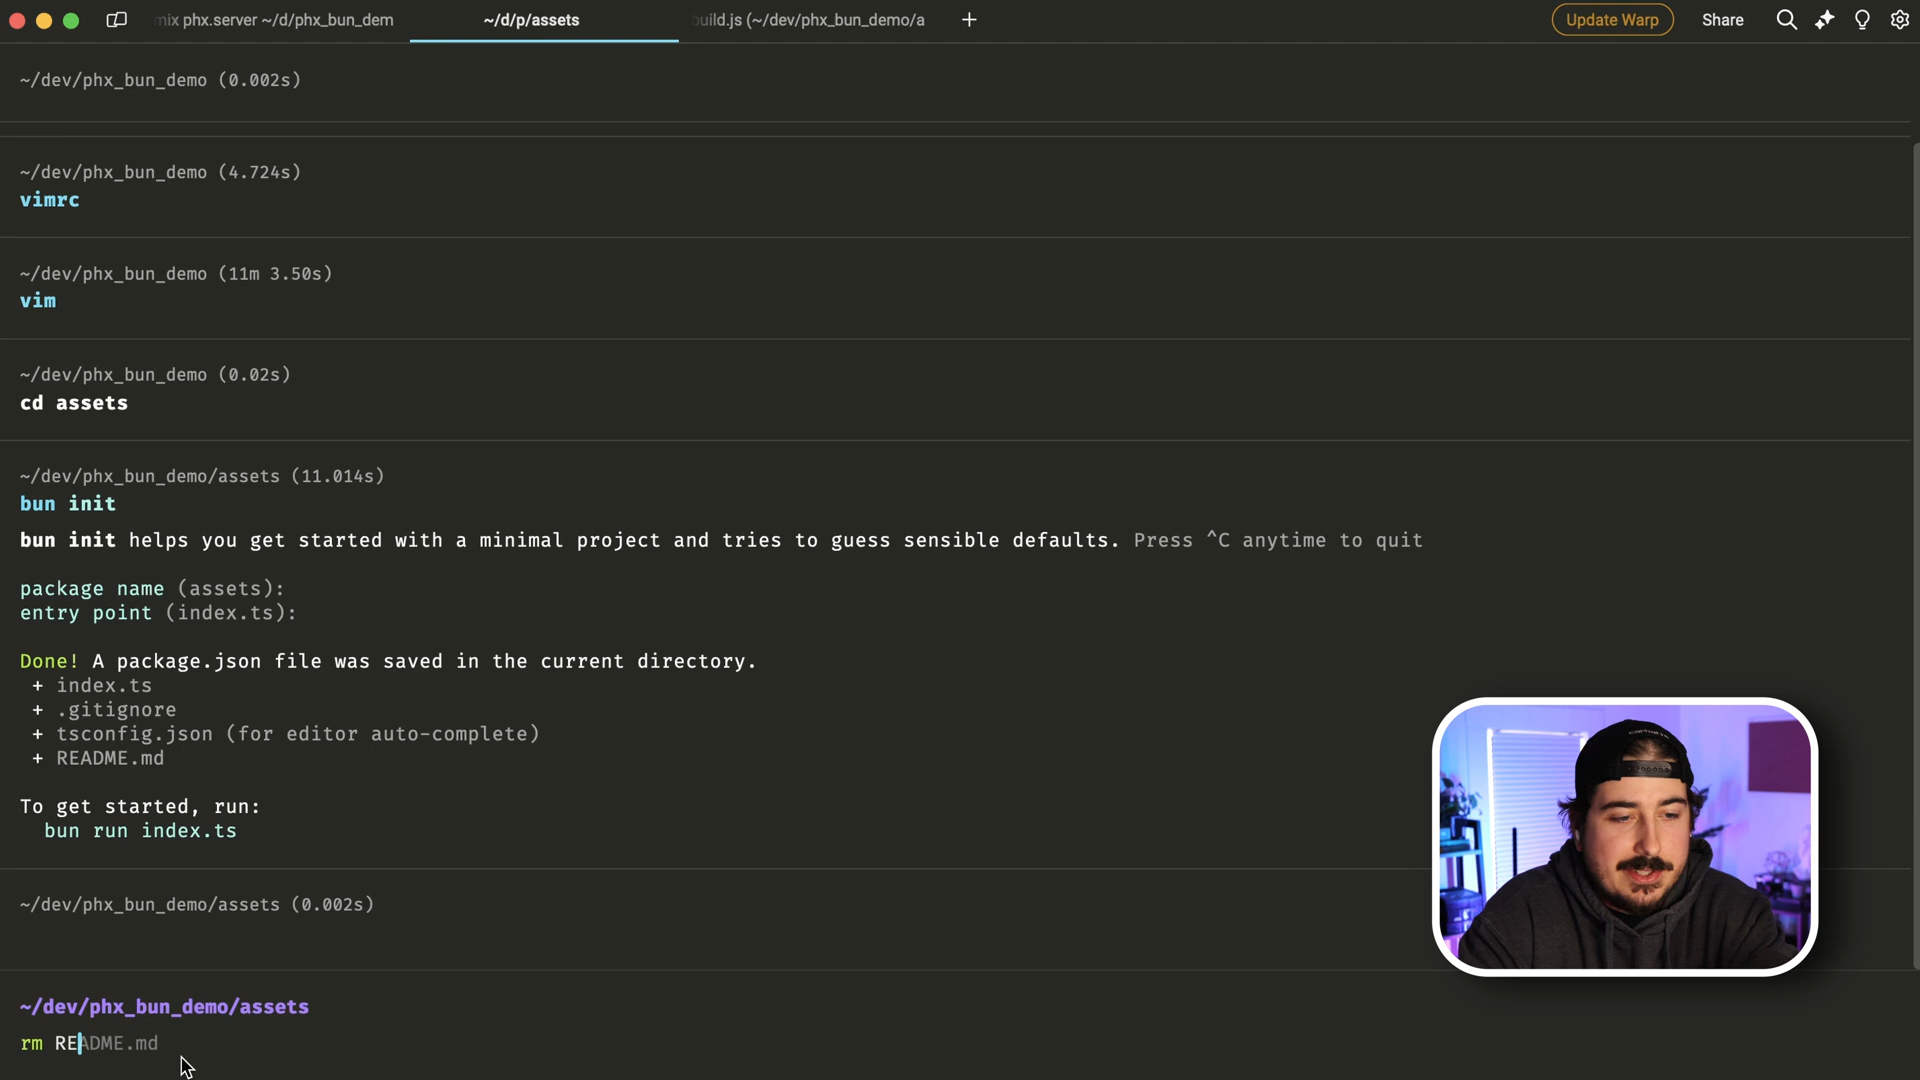 mix phx.server ~/d/phx_bun_dem
~/d/p/assets
build.js (~/dev/phx_bun_demo/a
+
Update Warp
Share
~/dev/phx_bun_demo (0.002s)
~/dev/phx_bun_demo (4.724s)
vimrc
~/dev/phx_bun_demo (11m 3.50s)
vim
~/dev/phx_bun_demo (0.02s)
cd assets
~/dev/phx_bun_demo/assets (11.014s)
bun init
bun init helps you get started with a minimal project and tries to guess sensible defaults. Press ^C anytime to quit
package name (assets):
entry point (index.ts):
Done! A package.json file was saved in the current directory.
+ index.ts
+ .gitignore
+ tsconfig.json (for editor auto-complete)
+ README.md
To get started, run:
bun run index.ts
~/dev/phx_bun_demo/assets (0.002s)
~/dev/phx_bun_demo/assets
rm README.md